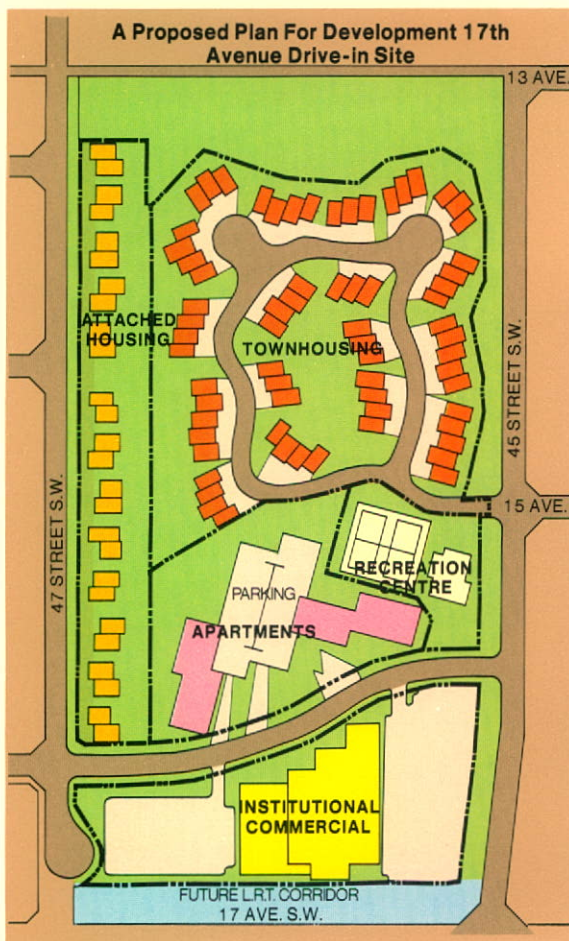 A Proposed Plan For Development 17th
Avenue Drive-in Site
13 AVE.
ATTACHED
HOUSING
TOWNHOUSING
45 STREET S.W.
47 STREET S.W.
15 AVE.
RECREATION
CENTRE
PARKING
APARTMENTS
INSTITUTIONAL
COMMERCIAL
FUTURE L.R.T. CORRIDOR
17 AVE. S.W.